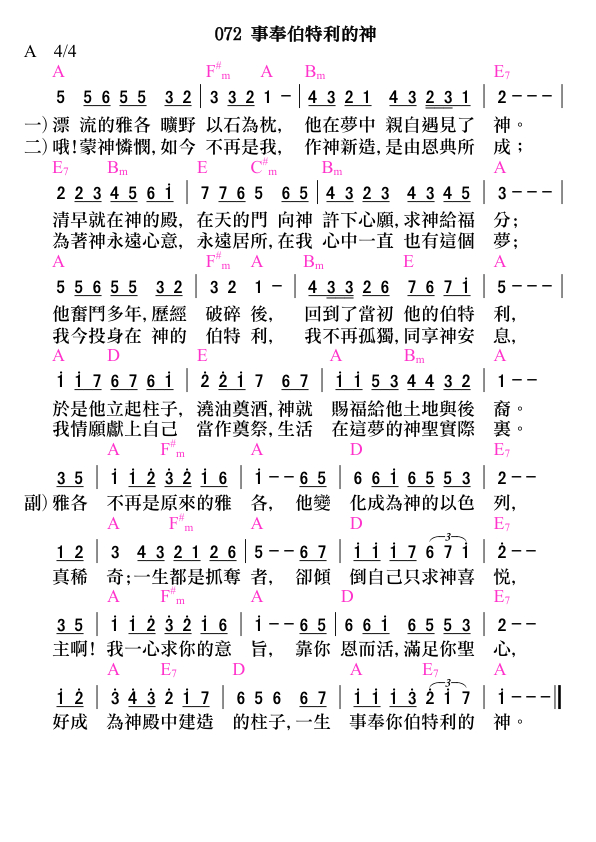 072 事奉伯特利的神
A 4/4
A F#m A Bm E7
5 5 6 5 5 3 2 | 3 3 2 1 - | 4 3 2 1 4 3 2 3 1 | 2 - - - |
一)漂 流的雅各 曠野 以石為枕, 他在夢中 親自遇見了 神。
二)哦!蒙神憐憫,如今 不再是我, 作神新造,是由恩典所 成;
E7 Bm E C#m Bm A
2 2 3 4 5 6 i | 7 7 6 5 6 5 | 4 3 2 3 4 3 4 5 | 3 - - - |
清早就在神的殿, 在天的門 向神 許下心願,求神給福 分;
為著神永遠心意, 永遠居所,在我 心中一直 也有這個 夢;
A F#m A Bm E A
5 5 6 5 5 3 2 | 3 2 1 - | 4 3 3 2 6 7 6 7 i | 5 - - - |
他奮鬥多年,歷經 破碎 後, 回到了當初 他的伯特 利,
我今投身在 神的 伯特 利, 我不再孤獨,同享神安 息,
A D E A Bm A
i i 7 6 7 6 i | 2 2 i 7 6 7 | i i 5 3 4 4 3 2 | 1 - -
於是他立起柱子, 澆油奠酒,神就 賜福給他土地與後 裔。
我情願獻上自己 當作奠祭,生活 在這夢的神聖實際 裏。
A F#m A D E7
3 5 | i i 2 3 2 i 6 | i - - 6 5 | 6 6 i 6 5 5 3 | 2 - -
副)雅各 不再是原來的雅 各, 他變 化成為神的以色 列,
A F#m A D E7
1 2 | 3 4 3 2 1 2 6 | 5 - - 6 7 | i i i 7 6 7 i | 2 - -
真稀 奇;一生都是抓奪 者, 卻傾 倒自己只求神喜 悅,
A F#m A D E7
3 5 | i i 2 3 2 i 6 | i - - 6 5 | 6 6 i 6 5 5 3 | 2 - -
主啊! 我一心求你的意 旨, 靠你 恩而活,滿足你聖 心,
A E7 D A E7 A
i 2 | 3 4 3 2 i 7 | 6 5 6 6 7 | i i i 3 2 i 7 | i - - ‖
好成 為神殿中建造 的柱子,一生 事奉你伯特利的 神。